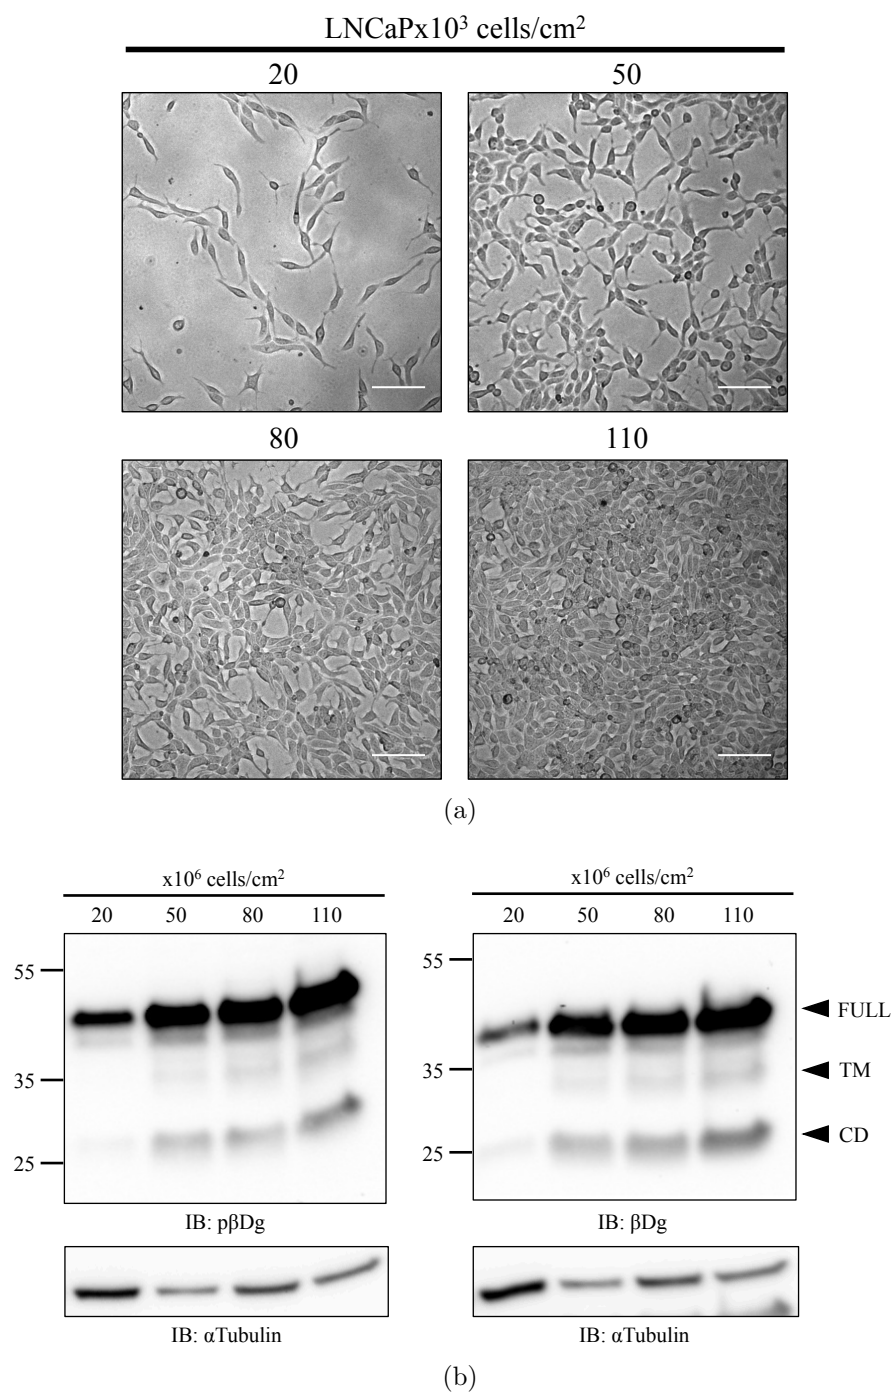 LNCaPx10³ cells/cm²
20 50
80 110
(a)
x10⁶ cells/cm² x10⁶ cells/cm²
20 50 80 110 20 50 80 110
55 55
FULL
35 35 TM
25 25 CD
IB: pβDg IB: βDg
IB: αTubulin IB: αTubulin
(b)